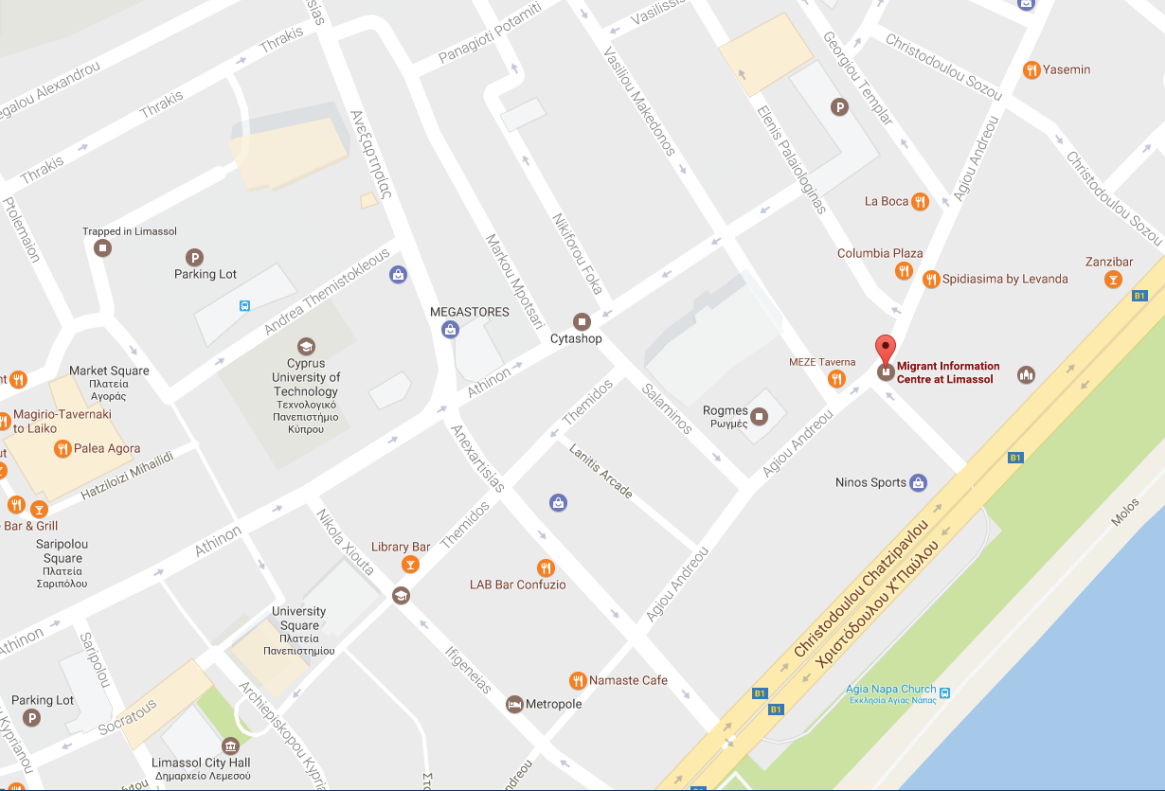 Thrakis
Panagioti Potamiti
Vasilissis
Georgiou Templar
Christodoulou Sozou
Yasemin
Thrakis
Ανεξαρτησίας
Vasiliou Makedonos
Elenis Palaiologinas
P
Agiou Andreou
Christodoulou Sozou
Thrakis
Ptolemaion
Trapped in Limassol
P
Parking Lot
La Boca
Columbia Plaza
Spidiasima by Levanda
Zanzibar
B1
Andrea Themistokleous
Markou Mpotsari
Nikiforou Foka
MEGASTORES
Cytashop
Cyprus
University of
Technology
Τεχνολογικό
Πανεπιστήμιο
Κύπρου
Market Square
Πλατεία
Αγοράς
Magirio-Tavernaki
to Laiko
Palea Agora
Hatziloizi Mihailidi
Athinon
Themidos
Salaminos
MEZE Taverna
Migrant Information
Centre at Limassol
Rogmes
Ρωγμές
Agiou Andreou
B1
Ninos Sports
Molos
Anexartisias
Lanitis Arcade
Bar & Grill
Saripolou
Square
Πλατεία
Σαριπόλου
Athinon
Nikola Xiouta
Themidos
Library Bar
LAB Bar Confuzio
Agiou Andreou
Christodoulou Chatzipavlou
Χριστόδουλου Χ"Παύλου
University
Square
Πλατεία
Πανεπιστημίου
Athinon
Saripolou
Ifigeneias
Namaste Cafe
Metropole
B1
B1
Agia Napa Church
Εκκλησία Αγίας Νάπας
Parking Lot
P
Socratous
Archiepiskopou Kypria
Limassol City Hall
Δημαρχείο Λεμεσού